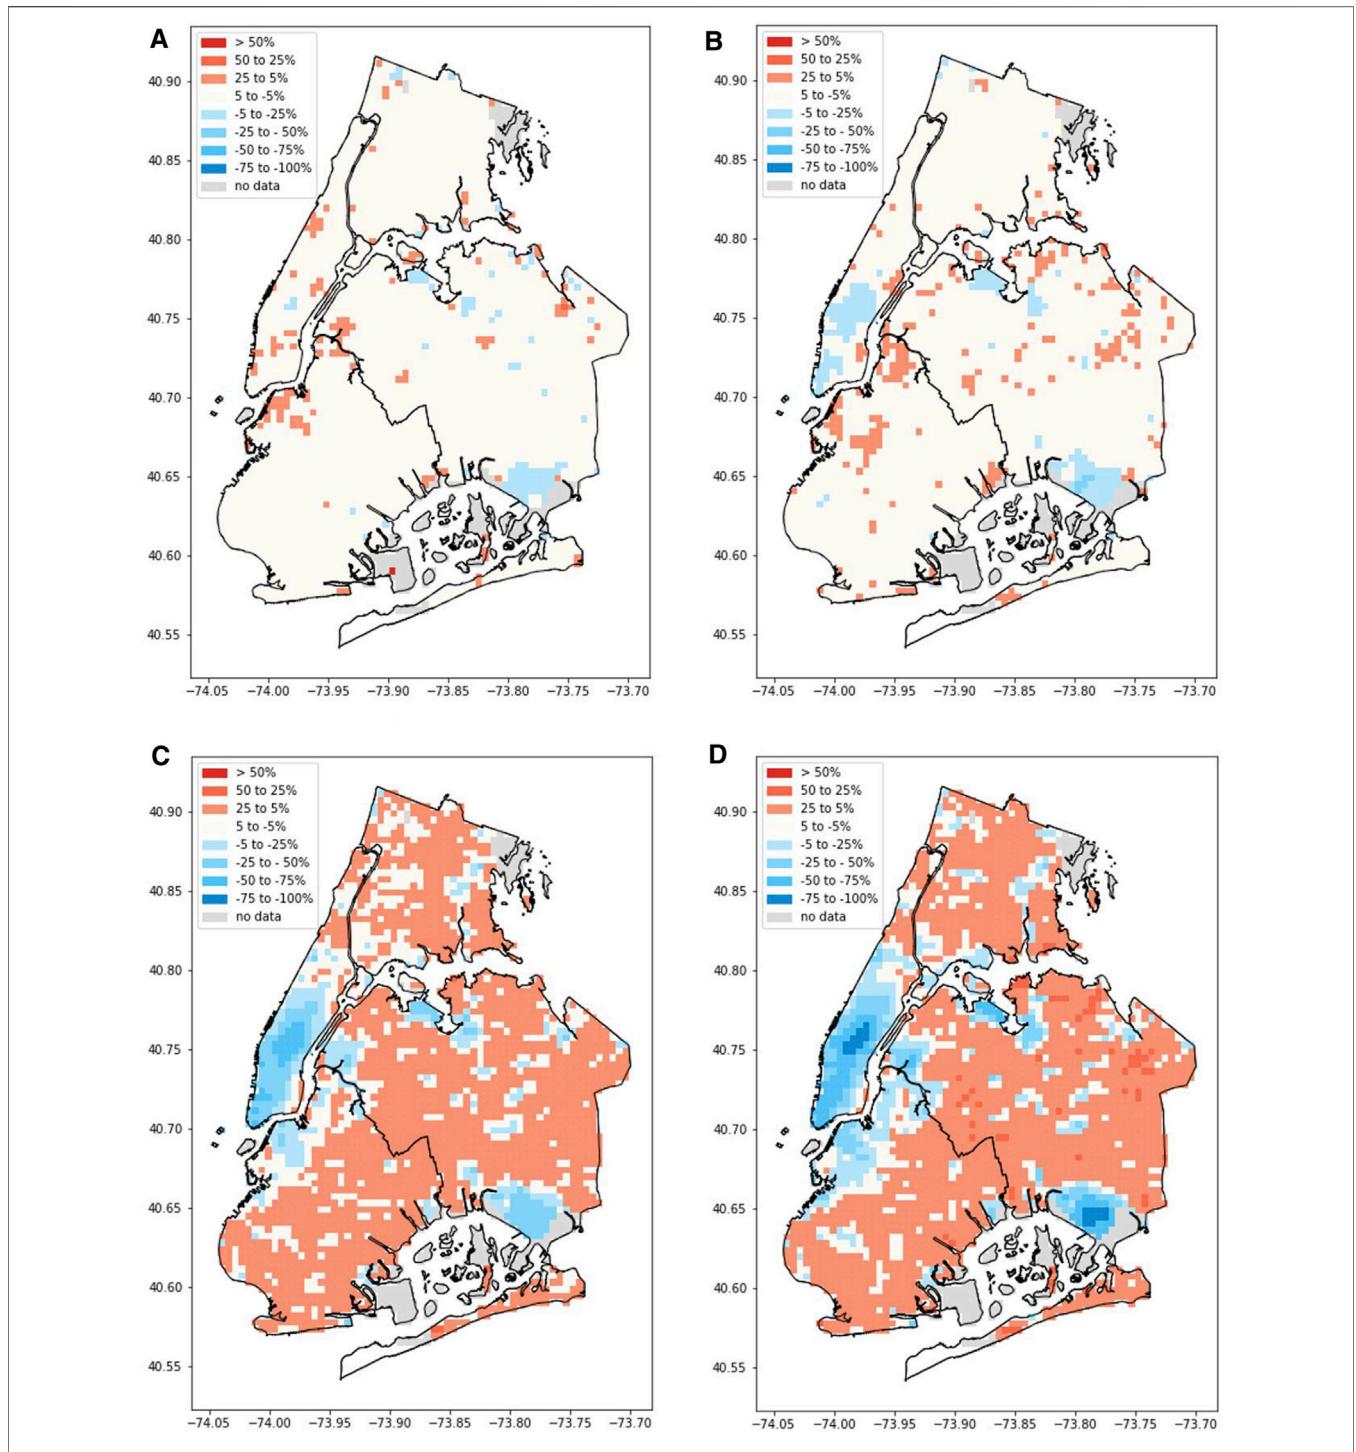 A
> 50%
50 to 25%
25 to 5%
5 to -5%
-5 to -25%
-25 to - 50%
-50 to -75%
-75 to -100%
no data
40.90
40.85
40.80
40.75
40.70
40.65
40.60
40.55
−74.05 −74.00 −73.95 −73.90 −73.85 −73.80 −73.75 −73.70
B
> 50%
50 to 25%
25 to 5%
5 to -5%
-5 to -25%
-25 to - 50%
-50 to -75%
-75 to -100%
no data
40.90
40.85
40.80
40.75
40.70
40.65
40.60
40.55
−74.05 −74.00 −73.95 −73.90 −73.85 −73.80 −73.75 −73.70
C
> 50%
50 to 25%
25 to 5%
5 to -5%
-5 to -25%
-25 to - 50%
-50 to -75%
-75 to -100%
no data
40.90
40.85
40.80
40.75
40.70
40.65
40.60
40.55
−74.05 −74.00 −73.95 −73.90 −73.85 −73.80 −73.75 −73.70
D
> 50%
50 to 25%
25 to 5%
5 to -5%
-5 to -25%
-25 to - 50%
-50 to -75%
-75 to -100%
no data
40.90
40.85
40.80
40.75
40.70
40.65
40.60
40.55
−74.05 −74.00 −73.95 −73.90 −73.85 −73.80 −73.75 −73.70